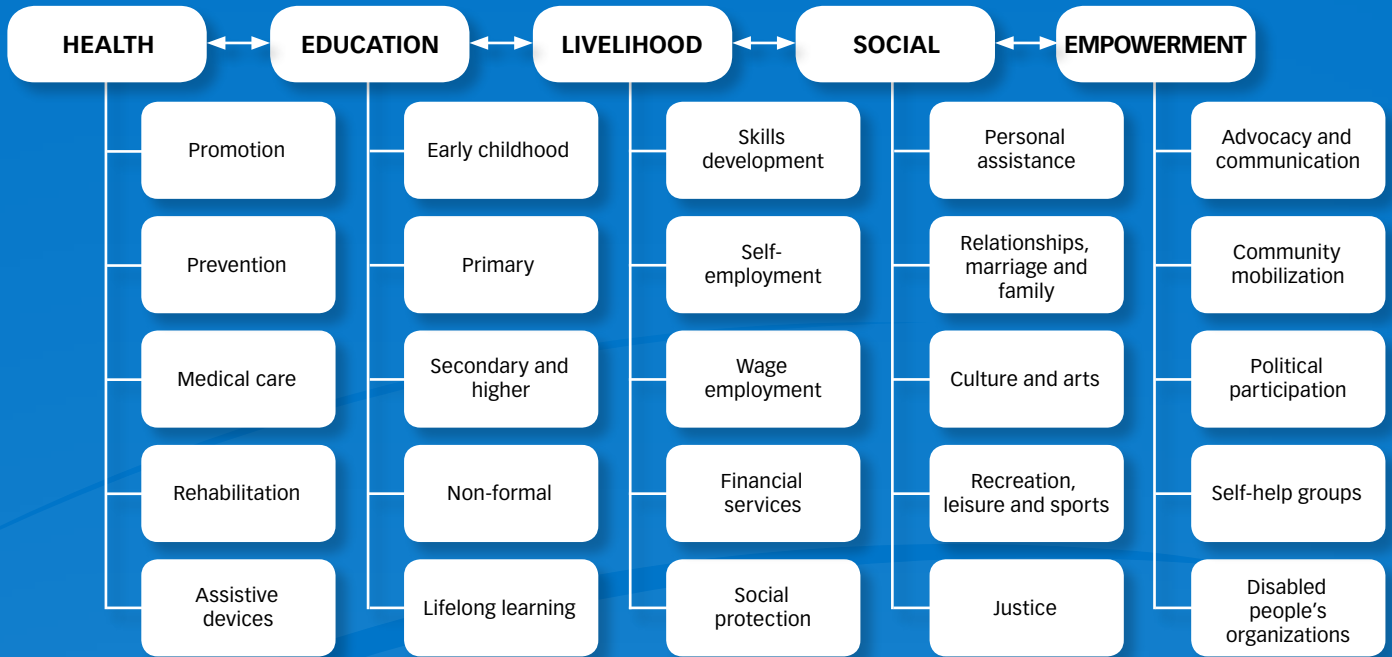 HEALTH
EDUCATION
LIVELIHOOD
SOCIAL
EMPOWERMENT
Promotion
Prevention
Medical care
Rehabilitation
Assistive
devices
Early childhood
Primary
Secondary and
higher
Non-formal
Lifelong learning
Skills
development
Self-
employment
Wage
employment
Financial
services
Social
protection
Personal
assistance
Relationships,
marriage and
family
Culture and arts
Recreation,
leisure and sports
Justice
Advocacy and
communication
Community
mobilization
Political
participation
Self-help groups
Disabled
people's
organizations